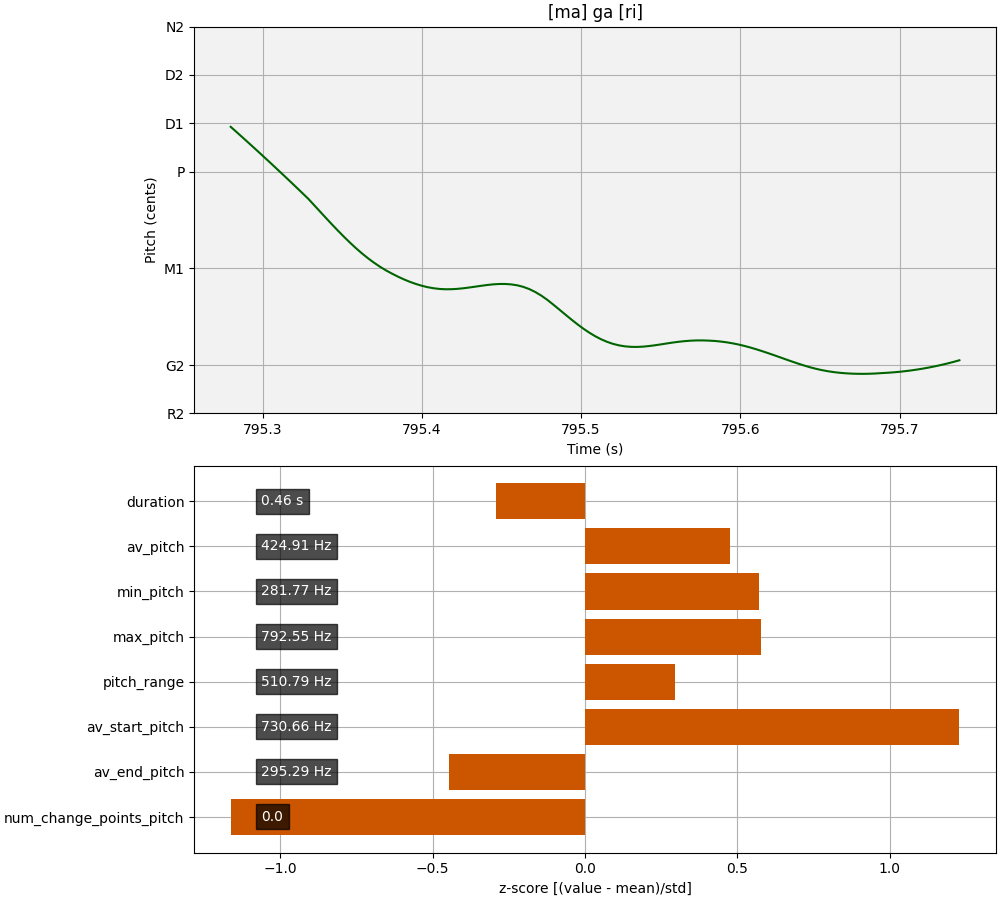 [ma] ga [ri]
N2
D2
D1
P
M1
G2
R2
Pitch (cents)
795.3 795.4 795.5 795.6 795.7
Time (s)
duration 0.46 s
av_pitch 424.91 Hz
min_pitch 281.77 Hz
max_pitch 792.55 Hz
pitch_range 510.79 Hz
av_start_pitch 730.66 Hz
av_end_pitch 295.29 Hz
num_change_points_pitch 0.0
−1.0 −0.5 0.0 0.5 1.0
z-score [(value - mean)/std]